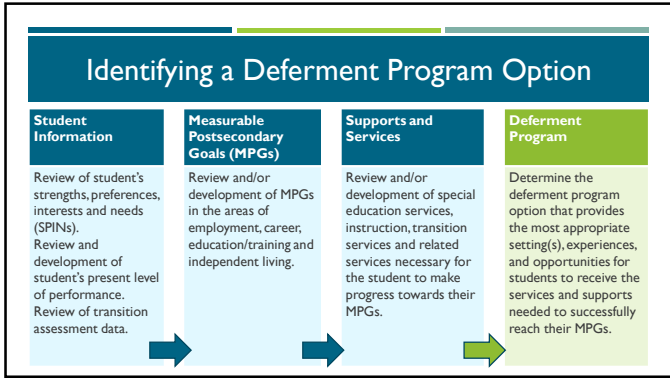 Identifying a Deferment Program Option
Student
Information
Review of student's
strengths, preferences,
interests and needs
(SPINs).
Review and
development of
student's present level
of performance.
Review of transition
assessment data.
Measurable
Postsecondary
Goals (MPGs)
Review and/or
development of MPGs
in the areas of
employment, career,
education/training and
independent living.
Supports and
Services
Review and/or
development of special
education services,
instruction, transition
services and related
services necessary for
the student to make
progress towards their
MPGs.
Deferment
Program
Determine the
deferment program
option that provides
the most appropriate
setting(s), experiences,
and opportunities for
students to receive the
services and supports
needed to successfully
reach their MPGs.